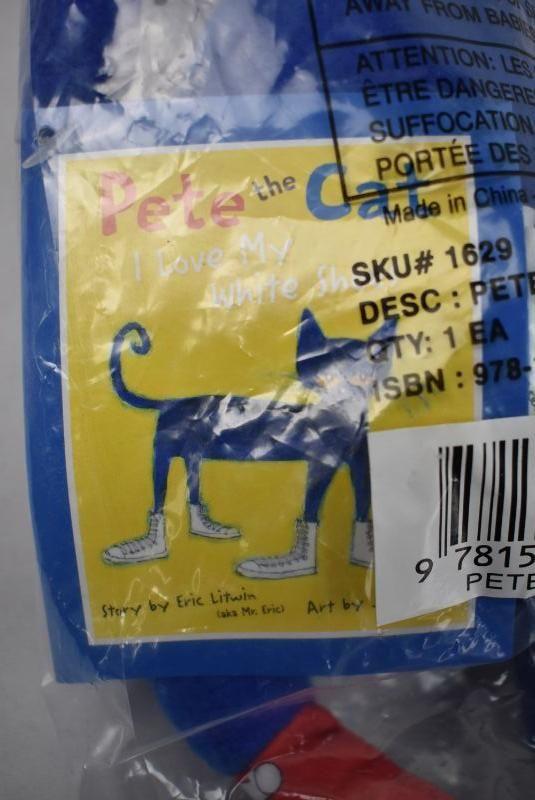 AWAY FROM BABIES
ATTENTION: LES
ÊTRE DANGERE
SUFFOCATION
PORTÉE DES
Made in China
SKU# 1629
DESC : PETE
QTY: 1 EA
ISBN : 978-
Pete the Cat
I Love My
White Shoes
9 7815
PETE
Story by Eric Litwin
(aka Mr. Eric)
Art by